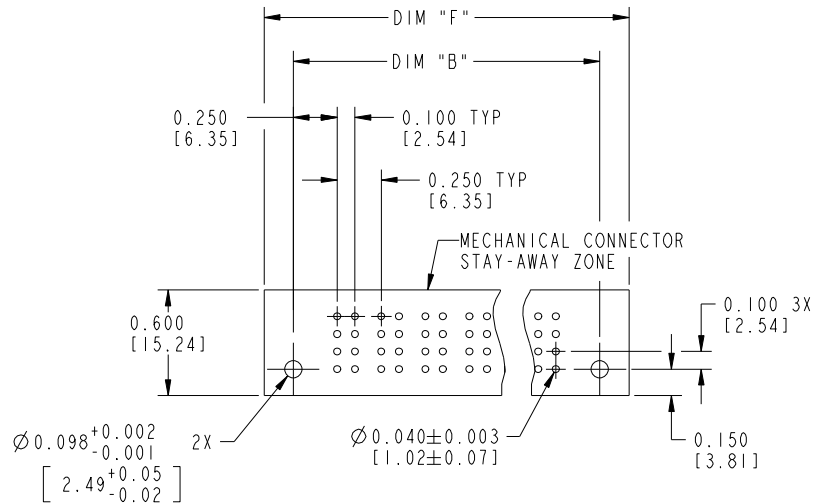 DIM "F"
DIM "B"
0.250
[6.35]
0.100 TYP
[2.54]
0.250 TYP
[6.35]
MECHANICAL CONNECTOR
STAY-AWAY ZONE
0.600
[15.24]
0.100 3X
[2.54]
Ø0.098 +0.002
-0.001
2X
[2.49 +0.05
-0.02]
Ø0.040±0.003
[1.02±0.07]
0.150
[3.81]